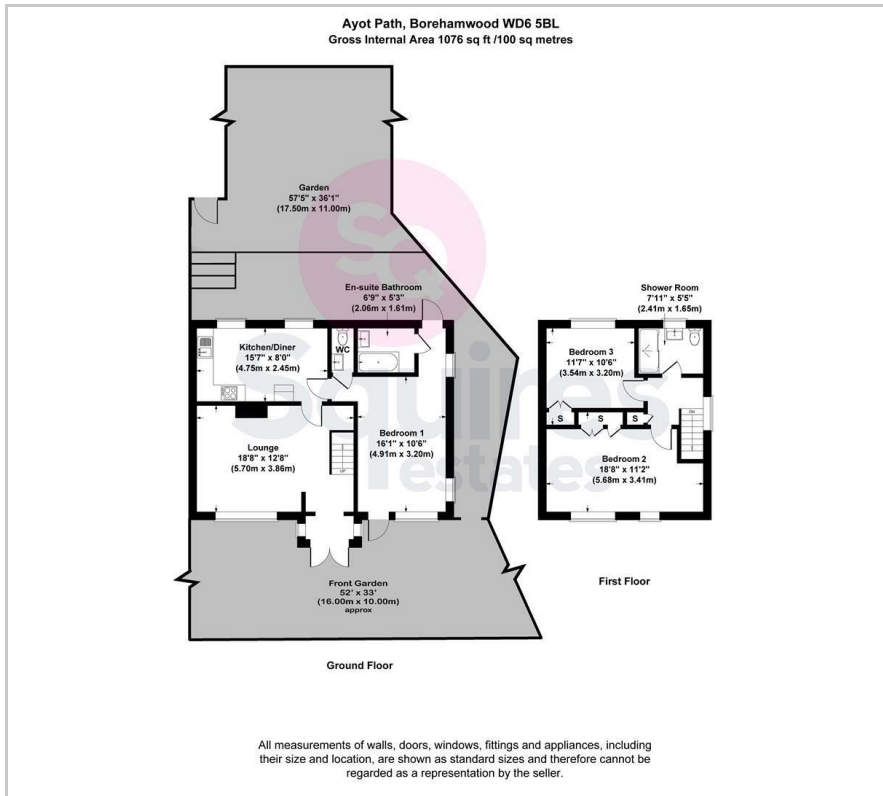 Ayot Path, Borehamwood WD6 5BL
Gross Internal Area 1076 sq ft /100 sq metres
Garden
57'5" x 36'1"
(17.50m x 11.00m)
SQ
En-suite Bathroom
6'9" x 5'3"
(2.06m x 1.61m)
Shower Room
7'11" x 5'5"
(2.41m x 1.65m)
Kitchen/Diner
15'7" x 8'0"
(4.75m x 2.45m)
WC
Bedroom 3
11'7" x 10'6"
(3.54m x 3.20m)
Squires
estates
S
S
S
DN
Lounge
18'8" x 12'8"
(5.70m x 3.86m)
UP
Bedroom 1
16'1" x 10'6"
(4.91m x 3.20m)
Bedroom 2
18'8" x 11'2"
(5.68m x 3.41m)
Front Garden
52' x 33'
(16.00m x 10.00m)
approx
First Floor
Ground Floor
All measurements of walls, doors, windows, fittings and appliances, including
their size and location, are shown as standard sizes and therefore cannot be
regarded as a representation by the seller.